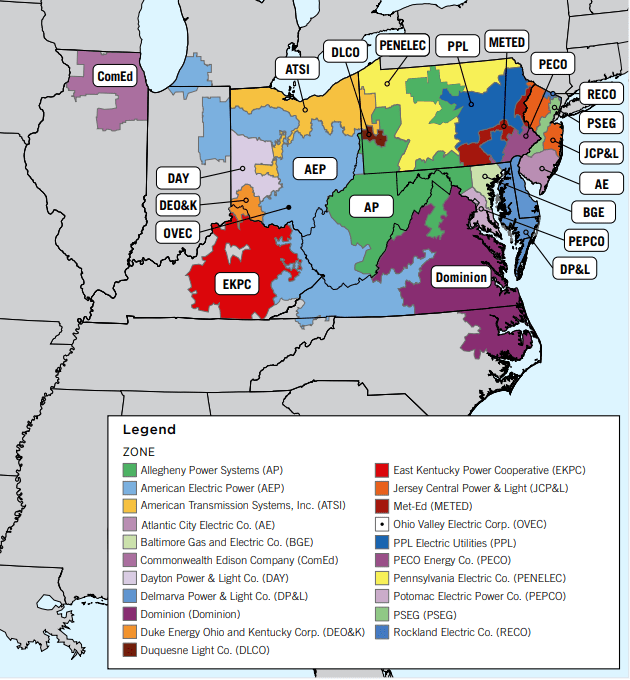 DLCO
PENELEC
PPL
METED
ATSI
PECO
ComEd
RECO
PSEG
JCP&L
AEP
DAY
AE
DEO&K
AP
BGE
OVEC
PEPCO
DP&L
EKPC
Dominion
Legend
ZONE
Allegheny Power Systems (AP)
American Electric Power (AEP)
American Transmission Systems, Inc. (ATSI)
Atlantic City Electric Co. (AE)
Baltimore Gas and Electric Co. (BGE)
Commonwealth Edison Company (ComEd)
Dayton Power & Light Co. (DAY)
Delmarva Power & Light Co. (DP&L)
Dominion (Dominion)
Duke Energy Ohio and Kentucky Corp. (DEO&K)
Duquesne Light Co. (DLCO)
East Kentucky Power Cooperative (EKPC)
Jersey Central Power & Light (JCP&L)
Met-Ed (METED)
Ohio Valley Electric Corp. (OVEC)
PPL Electric Utilities (PPL)
PECO Energy Co. (PECO)
Pennsylvania Electric Co. (PENELEC)
Potomac Electric Power Co. (PEPCO)
PSEG (PSEG)
Rockland Electric Co. (RECO)